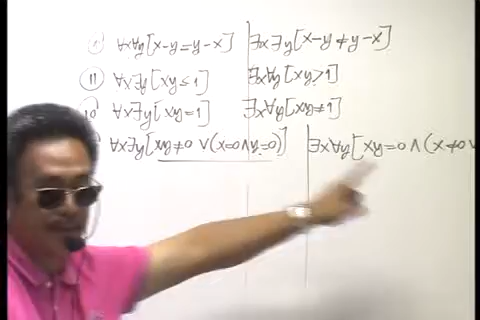 ∀x∀y[x-y=y-x] ∃x∃y[x-y≠y-x]
11 ∀x∃y[xy≤1] ∃x∀y[xy>1]
10 ∀x∃y[xy=1] ∃x∀y[xy≠1]
∀x∃y[xy≠0 ∨(x=0∧y=0)] ∃x∀y[xy=0 ∧(x≠0 ∨